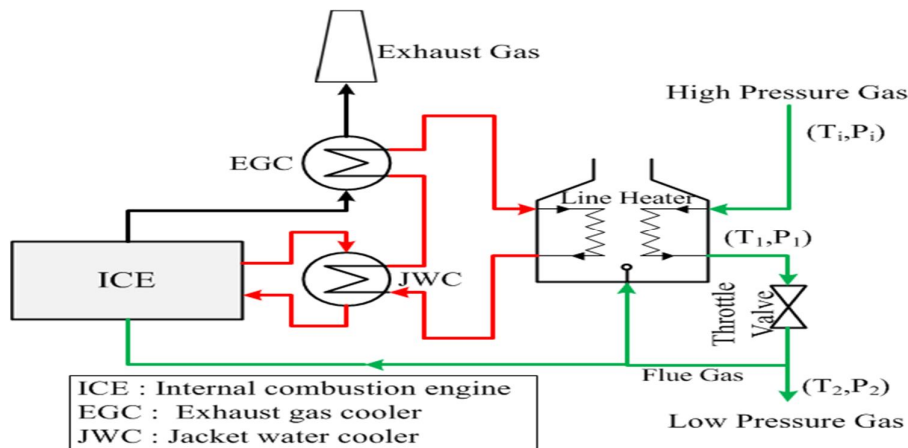 Exhaust Gas
High Pressure Gas
(Ti,Pi)
EGC
Line Heater
(T1,P1)
ICE
JWC
Throttle
Valve
Flue Gas
(T2,P2)
Low Pressure Gas
ICE : Internal combustion engine
EGC : Exhaust gas cooler
JWC : Jacket water cooler